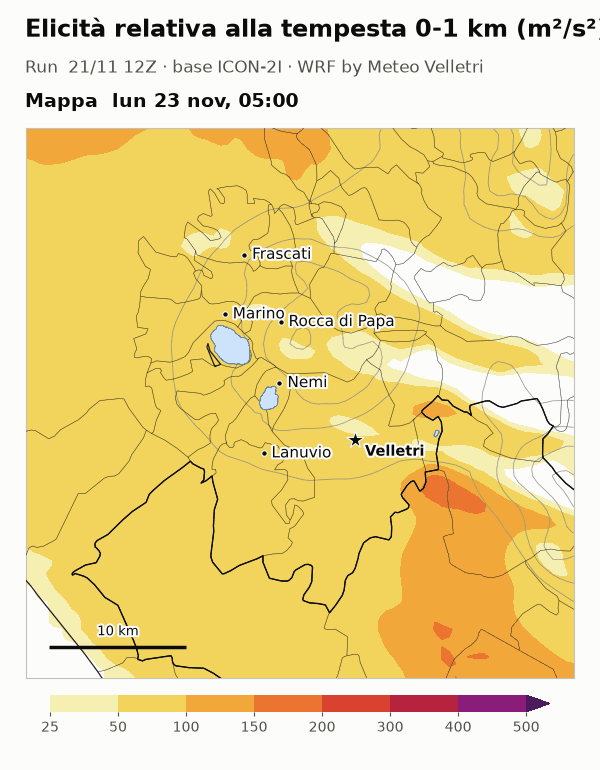 Elicità relativa alla tempesta 0-1 km (m²/s²)
Run 21/11 12Z · base ICON-2I · WRF by Meteo Velletri
Mappa lun 23 nov, 05:00
Frascati
Marino
Rocca di Papa
Nemi
Lanuvio
Velletri
10 km
25 50 100 150 200 300 400 500